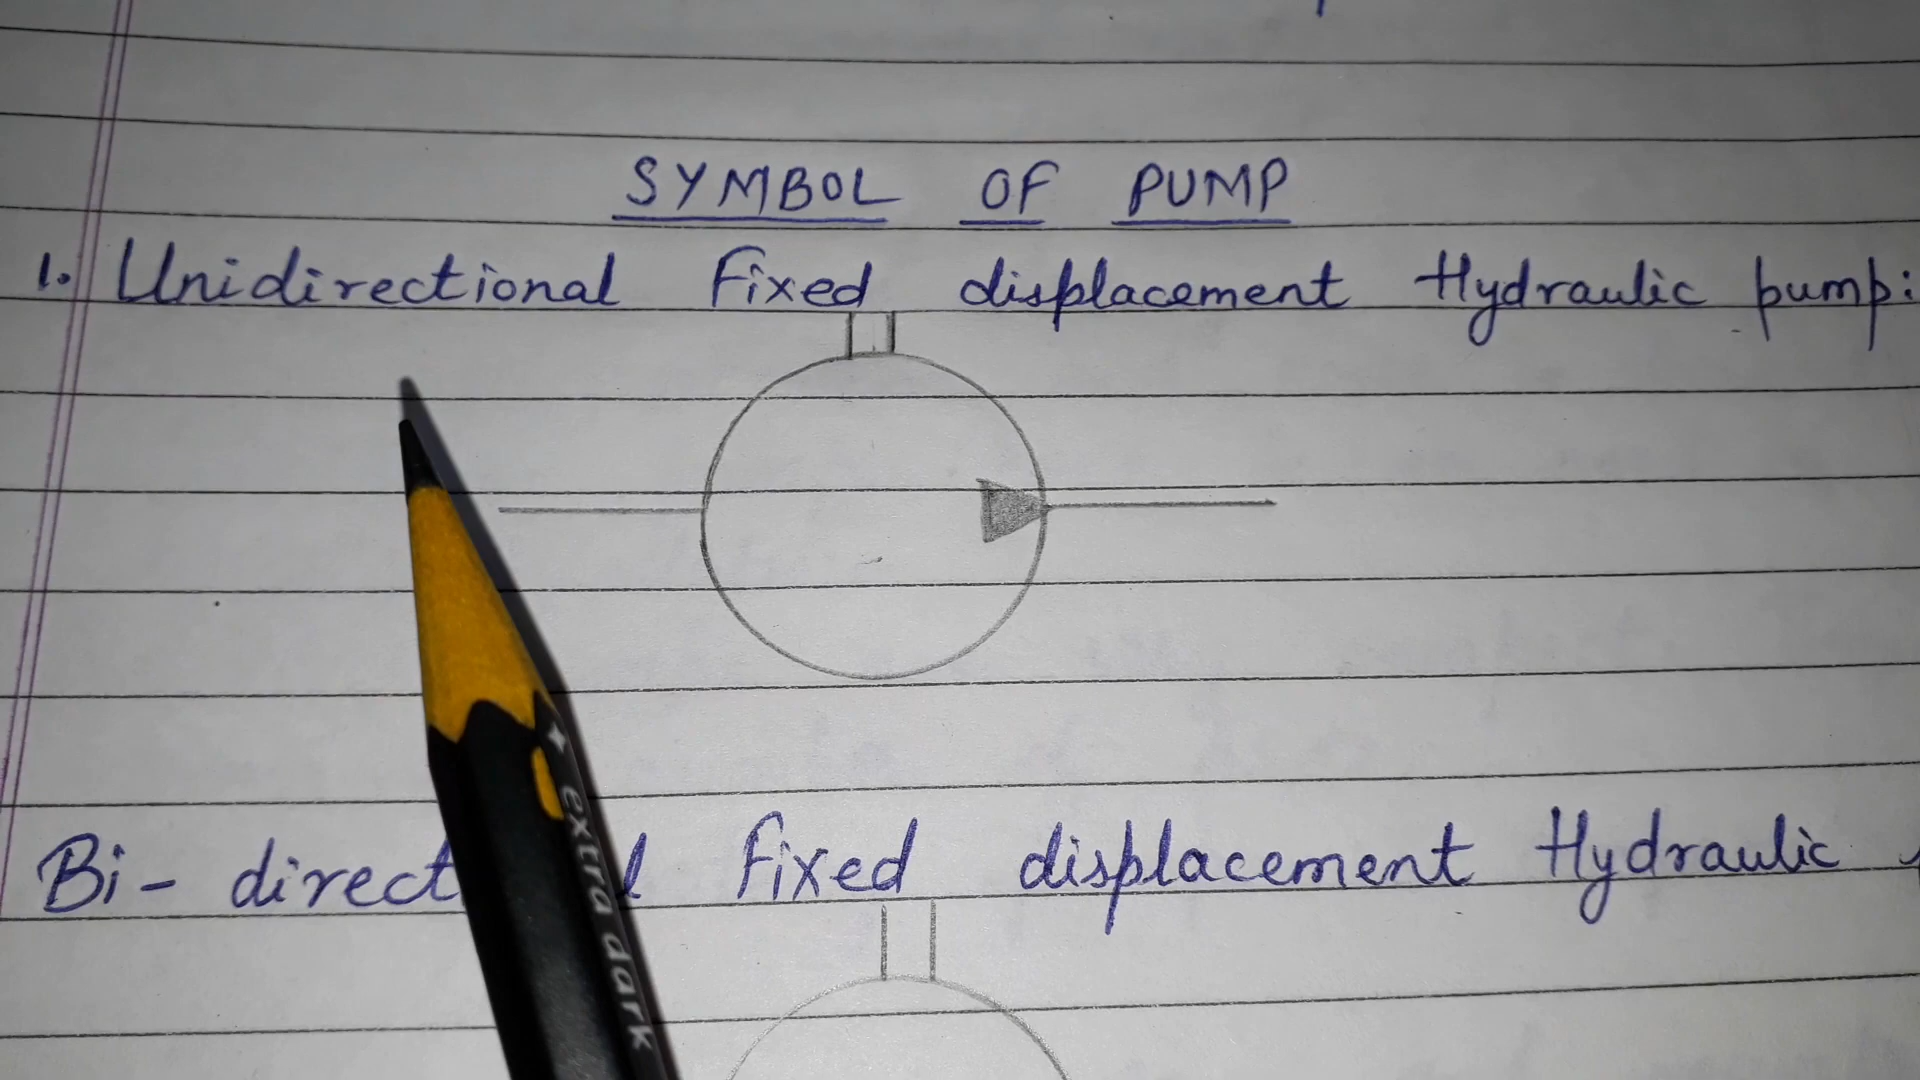 SYMBOL OF PUMP
1. Unidirectional Fixed displacement Hydraulic pump:
Bi- direct l Fixed displacement Hydraulic
extra dark